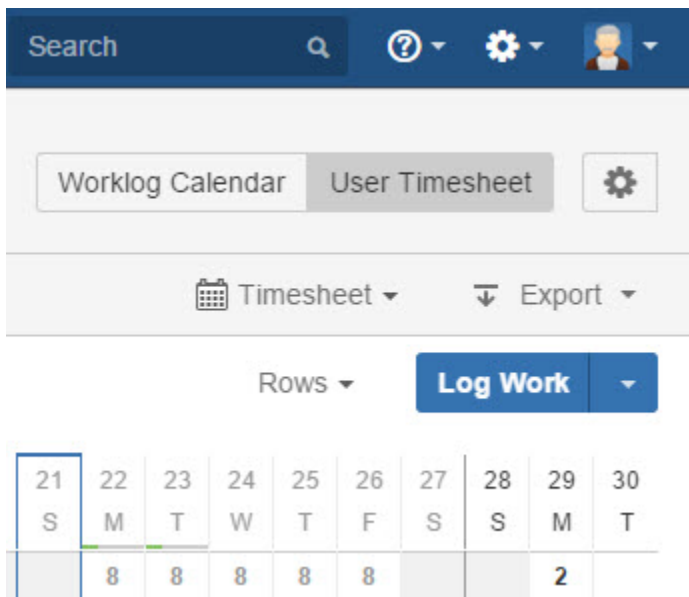 Search
Worklog Calendar User Timesheet
Timesheet Export
Rows Log Work
21 22 23 24 25 26 27 28 29 30
S M T W T F S S M T
8 8 8 8 8 2